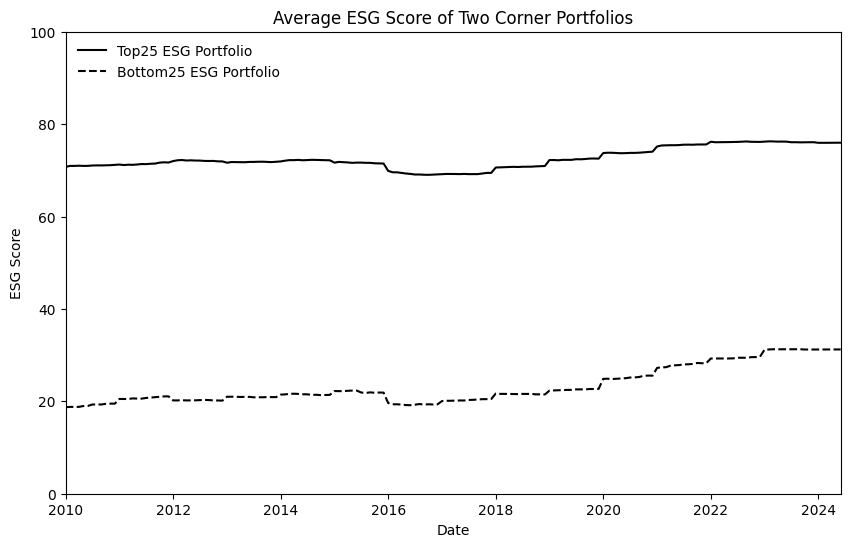 Average ESG Score of Two Corner Portfolios
100
80
60
40
20
0
ESG Score
Top25 ESG Portfolio
Bottom25 ESG Portfolio
2010 2012 2014 2016 2018 2020 2022 2024
Date